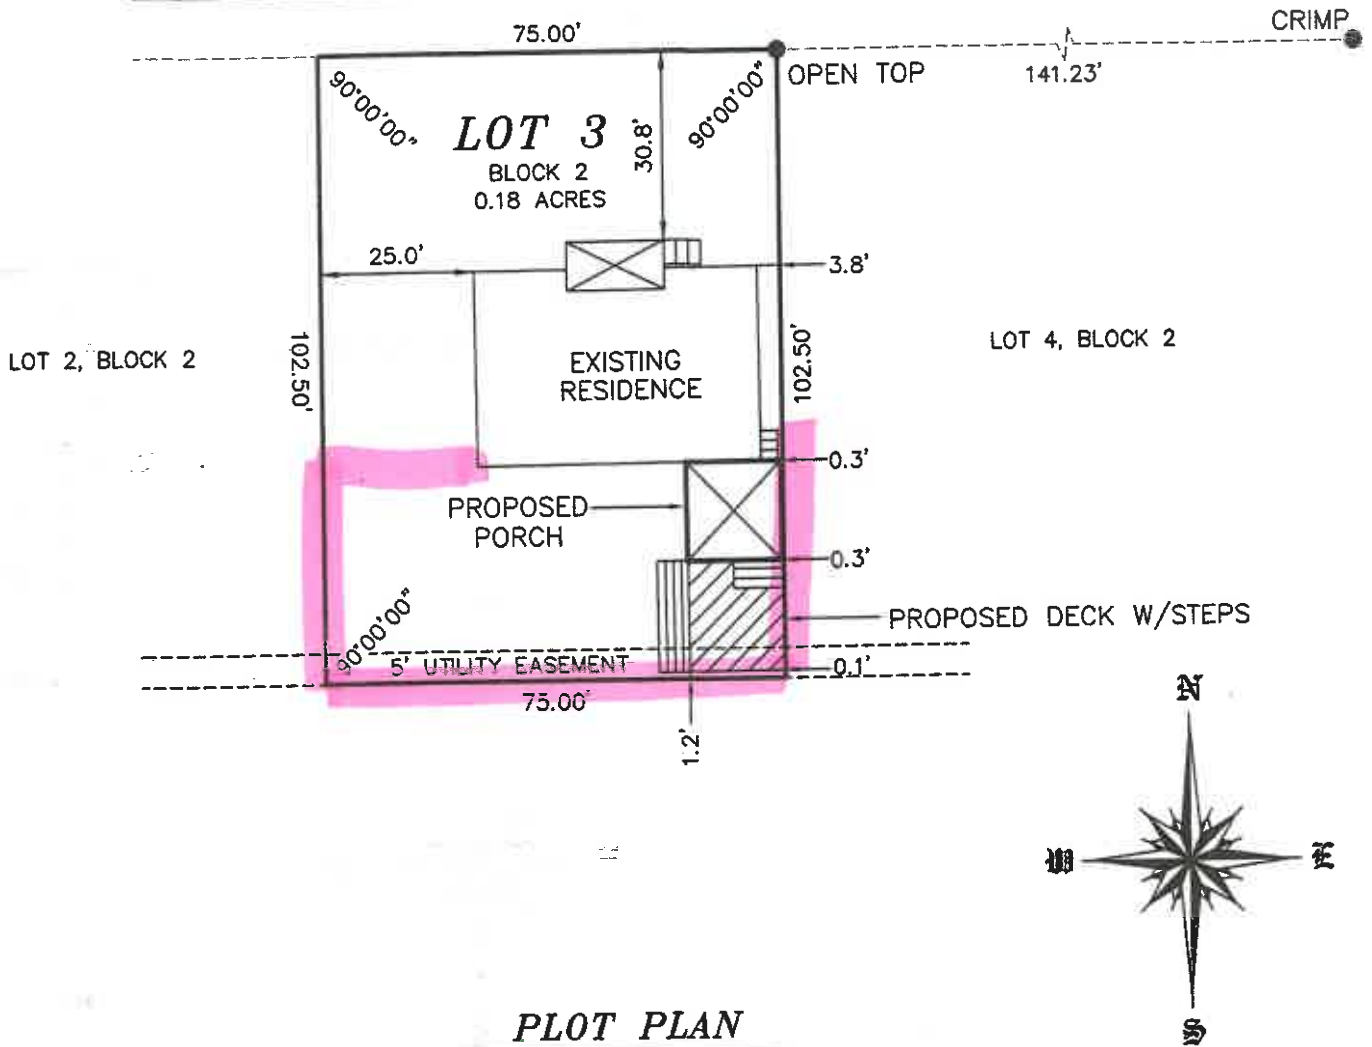 CRIMP
75.00'
OPEN TOP
141.23'
90°00'00"
90°00'00"
LOT 3
BLOCK 2
0.18 ACRES
30.8'
25.0'
3.8'
LOT 2, BLOCK 2
102.50'
EXISTING
RESIDENCE
102.50'
LOT 4, BLOCK 2
0.3'
PROPOSED
PORCH
0.3'
PROPOSED DECK W/STEPS
90°00'00"
5' UTILITY EASEMENT
0.1'
75.00'
1.2'
N
W
E
S
PLOT PLAN